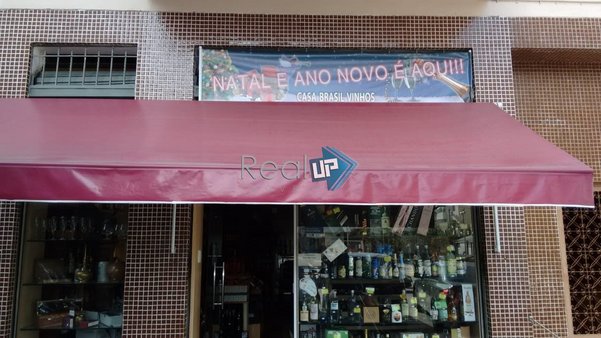 NATAL E ANO NOVO É AQUI!!!
CASA BRASIL VINHOS
Real UP